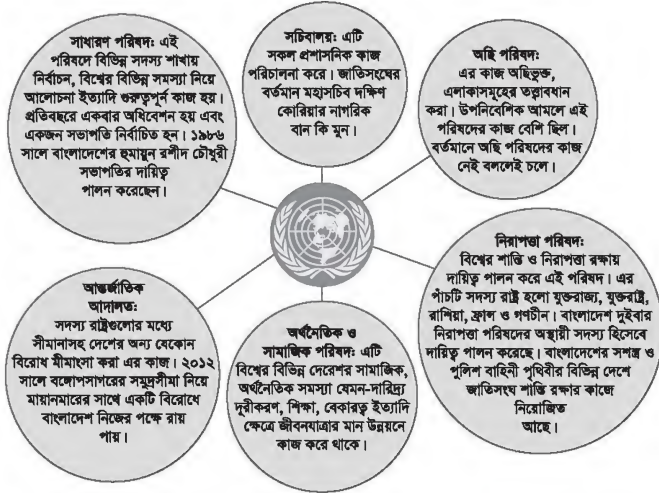 সাধারণ পরিষদ: এই
পরিষদে বিভিন্ন সদস্য শাখায়
নির্বাচন, বিশ্বের বিভিন্ন সমস্যা নিয়ে
আলোচনা ইত্যাদি গুরুত্বপূর্ন কাজ হয়।
প্রতিবছরে একবার অধিবেশন হয় এবং
একজন সভাপতি নির্বাচিত হন। ১৯৮৬
সালে বাংলাদেশের হুমায়ুন রশীদ চৌধুরী
সভাপতির দায়িত্ব
পালন করেছেন।
সচিবালয়: এটি
সকল প্রশাসনিক কাজ
পরিচালনা করে। জাতিসংঘের
বর্তমান মহাসচিব দক্ষিণ
কোরিয়ার নাগরিক
বান কি মুন।
অছি পরিষদ:
এর কাজ অছিভুক্ত,
এলাকাসমূহের তত্ত্বাবধান
করা। উপনিবেশিক আমলে এই
পরিষদের কাজ বেশি ছিল।
বর্তমানে অছি পরিষদের কাজ
নেই বললেই চলে।
আন্তর্জাতিক
আদালত:
সদস্য রাষ্ট্রগুলোর মধ্যে
সীমানাসহ দেশের অন্য যেকোন
বিরোধ মীমাংসা করা এর কাজ। ২০১২
সালে বঙ্গোপসাগরের সমুদ্রসীমা নিয়ে
মায়ানমারের সাথে একটি বিরোধে
বাংলাদেশ নিজের পক্ষে রায়
পায়।
অর্থনৈতিক ও
সামাজিক পরিষদ: এটি
বিশ্বের বিভিন্ন দেরেশর সামাজিক,
অর্থনৈতিক সমস্যা যেমন-দারিদ্র্য
দূরীকরণ, শিক্ষা, বেকারত্ব ইত্যাদি
ক্ষেত্রে জীবনযাত্রার মান উন্নয়নে
কাজ করে থাকে।
নিরাপত্তা পরিষদ:
বিশ্বের শান্তি ও নিরাপত্তা রক্ষায়
দায়িত্ব পালন করে এই পরিষদ। এর
পাঁচটি সদস্য রাষ্ট্র হলো যুক্তরাজ্য, যুক্তরাষ্ট্র,
রাশিয়া, ফ্রান্স ও গণচীন। বাংলাদেশ দুইবার
নিরাপত্তা পরিষদের অস্থায়ী সদস্য হিসেবে
দায়িত্ব পালন করেছে। বাংলাদেশের সশস্ত্র ও
পুলিশ বাহিনী পৃথিবীর বিভিন্ন দেশে
জাতিসংঘ শান্তি রক্ষার কাজে
নিয়োজিত
আছে।